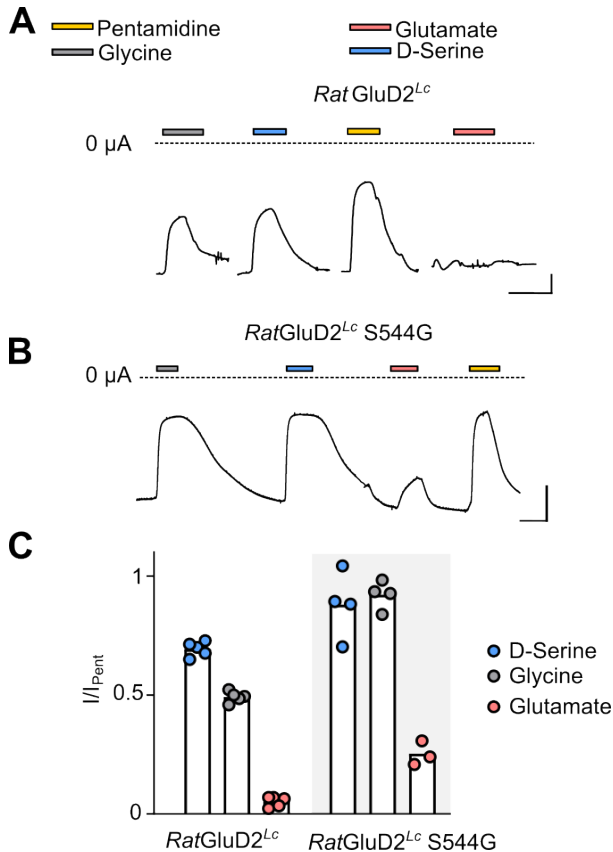 A
Pentamidine Glutamate
Glycine D-Serine
Rat GluD2Lc
0 µA
RatGluD2Lc S544G
B
0 µA
C
1
0.5
0
I/IPent
D-Serine
Glycine
Glutamate
RatGluD2Lc RatGluD2Lc S544G